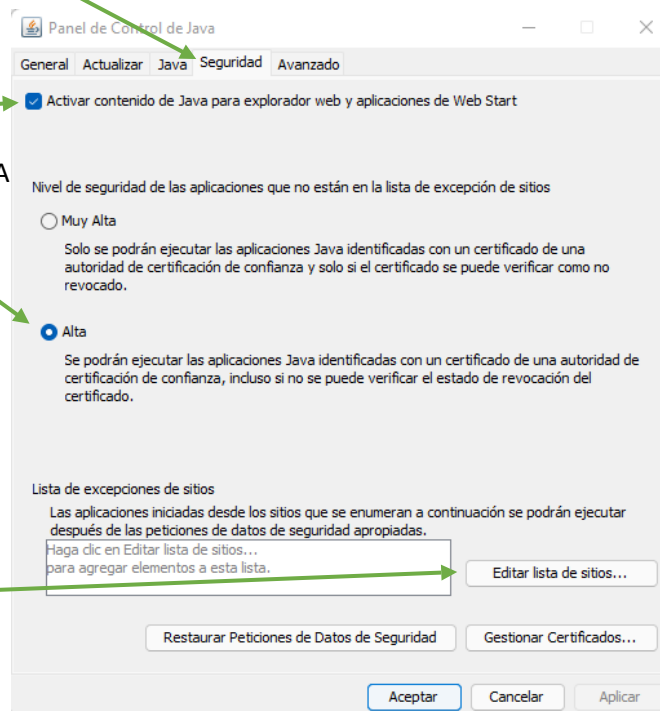 Panel de Control de Java
General Actualizar Java Seguridad Avanzado
Activar contenido de Java para explorador web y aplicaciones de Web Start
A
Nivel de seguridad de las aplicaciones que no están en la lista de excepción de sitios
Muy Alta
Solo se podrán ejecutar las aplicaciones Java identificadas con un certificado de una
autoridad de certificación de confianza y solo si el certificado se puede verificar como no
revocado.
Alta
Se podrán ejecutar las aplicaciones Java identificadas con un certificado de una autoridad de
certificación de confianza, incluso si no se puede verificar el estado de revocación del
certificado.
Lista de excepciones de sitios
Las aplicaciones iniciadas desde los sitios que se enumeran a continuación se podrán ejecutar
después de las peticiones de datos de seguridad apropiadas.
Haga clic en Editar lista de sitios...
para agregar elementos a esta lista.
Editar lista de sitios...
Restaurar Peticiones de Datos de Seguridad Gestionar Certificados...
Aceptar Cancelar Aplicar